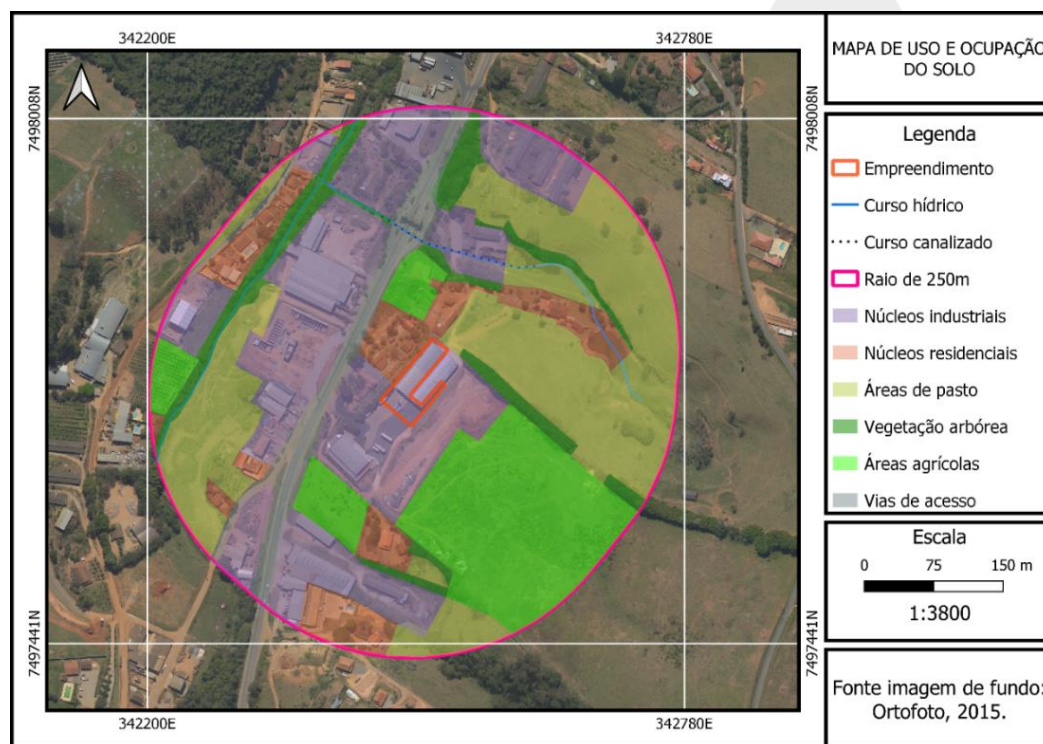 342200E
342780E
7498008N
7498008N
7497441N
7497441N
342200E
342780E
MAPA DE USO E OCUPAÇÃO
DO SOLO
Legenda
Empreendimento
Curso hídrico
Curso canalizado
Raio de 250m
Núcleos industriais
Núcleos residenciais
Áreas de pasto
Vegetação arbórea
Áreas agrícolas
Vias de acesso
Escala
0 75 150 m
1:3800
Fonte imagem de fundo:
Ortofoto, 2015.